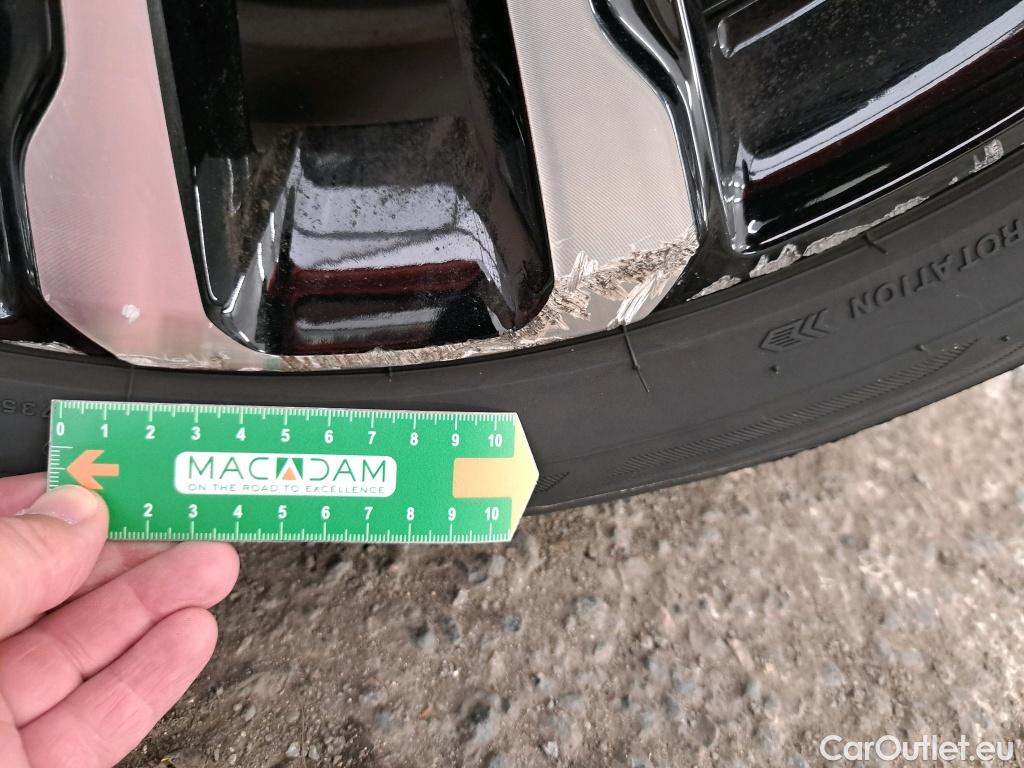 ROTATION
0 1 2 3 4 5 6 7 8 9 10
MACADAM
ON THE ROAD TO EXCELLENCE
2 3 4 5 6 7 8 9 10
CarOutlet.eu